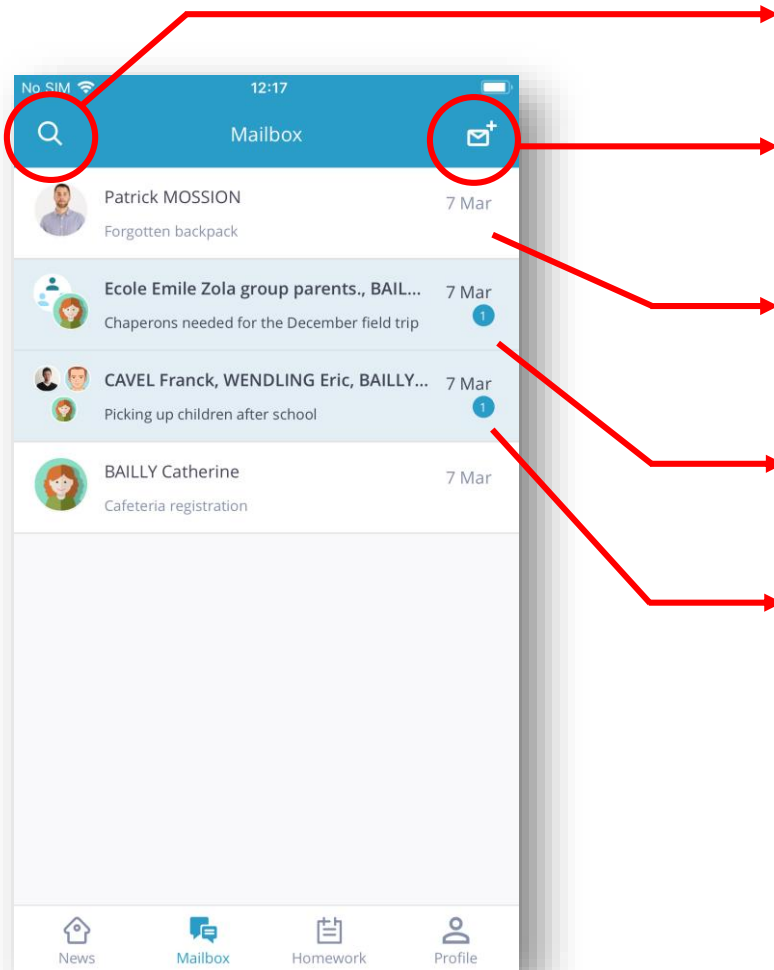 No SIM 12:17
Mailbox
Patrick MOSSION 7 Mar
Forgotten backpack
Ecole Emile Zola group parents., BAIL... 7 Mar
Chaperons needed for the December field trip 1
CAVEL Franck, WENDLING Eric, BAILLY... 7 Mar
Picking up children after school 1
BAILLY Catherine 7 Mar
Cafeteria registration
News Mailbox Homework Profile